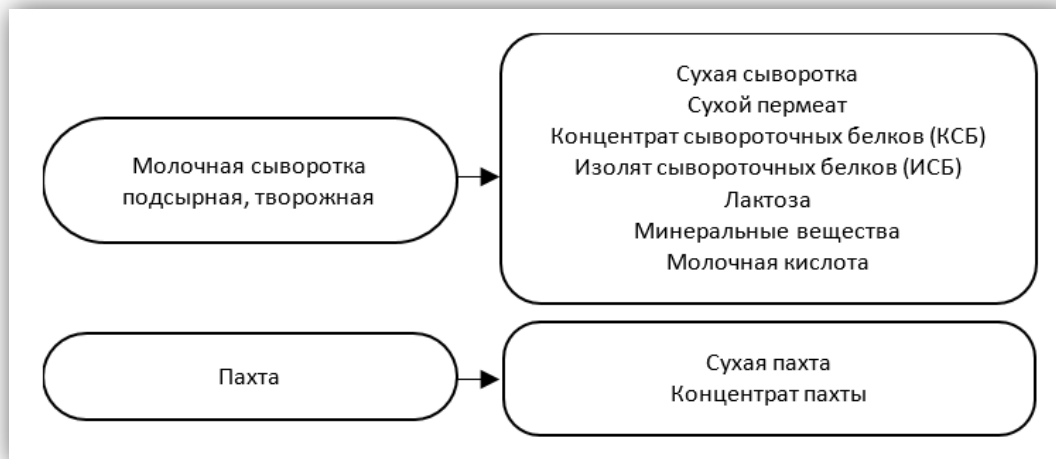 Молочная сыворотка
подсырная, творожная
Сухая сыворотка
Сухой пермеат
Концентрат сывороточных белков (КСБ)
Изолят сывороточных белков (ИСБ)
Лактоза
Минеральные вещества
Молочная кислота
Пахта
Сухая пахта
Концентрат пахты